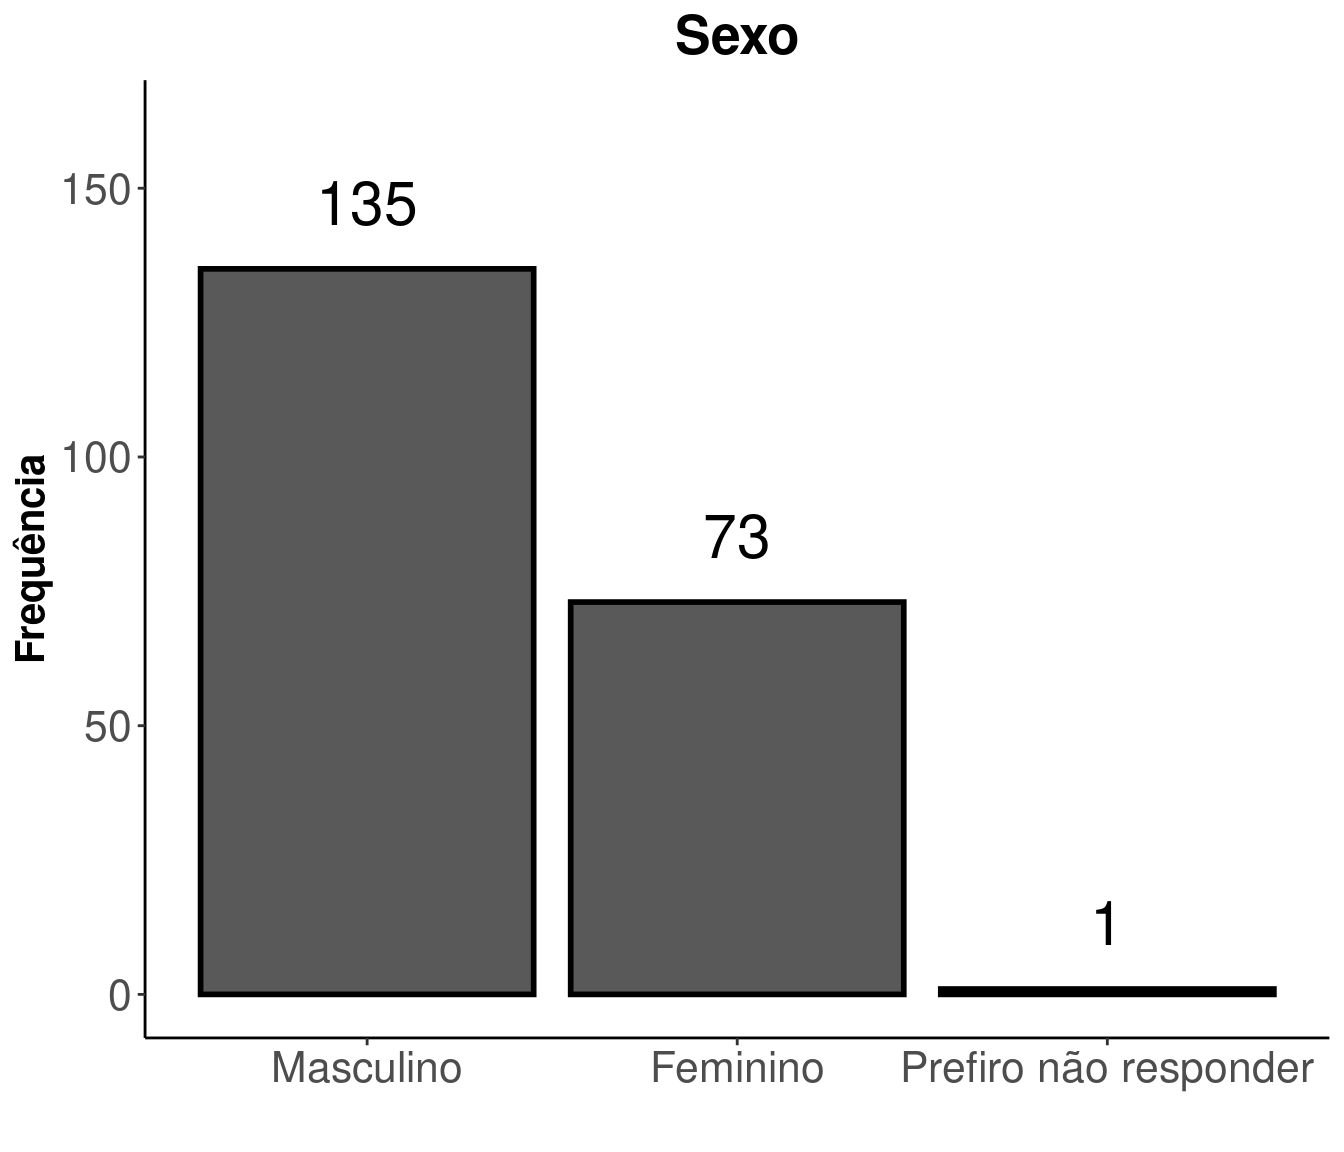 Sexo
Frequência
150
100
50
0
135
73
1
Masculino
Feminino
Prefiro não responder